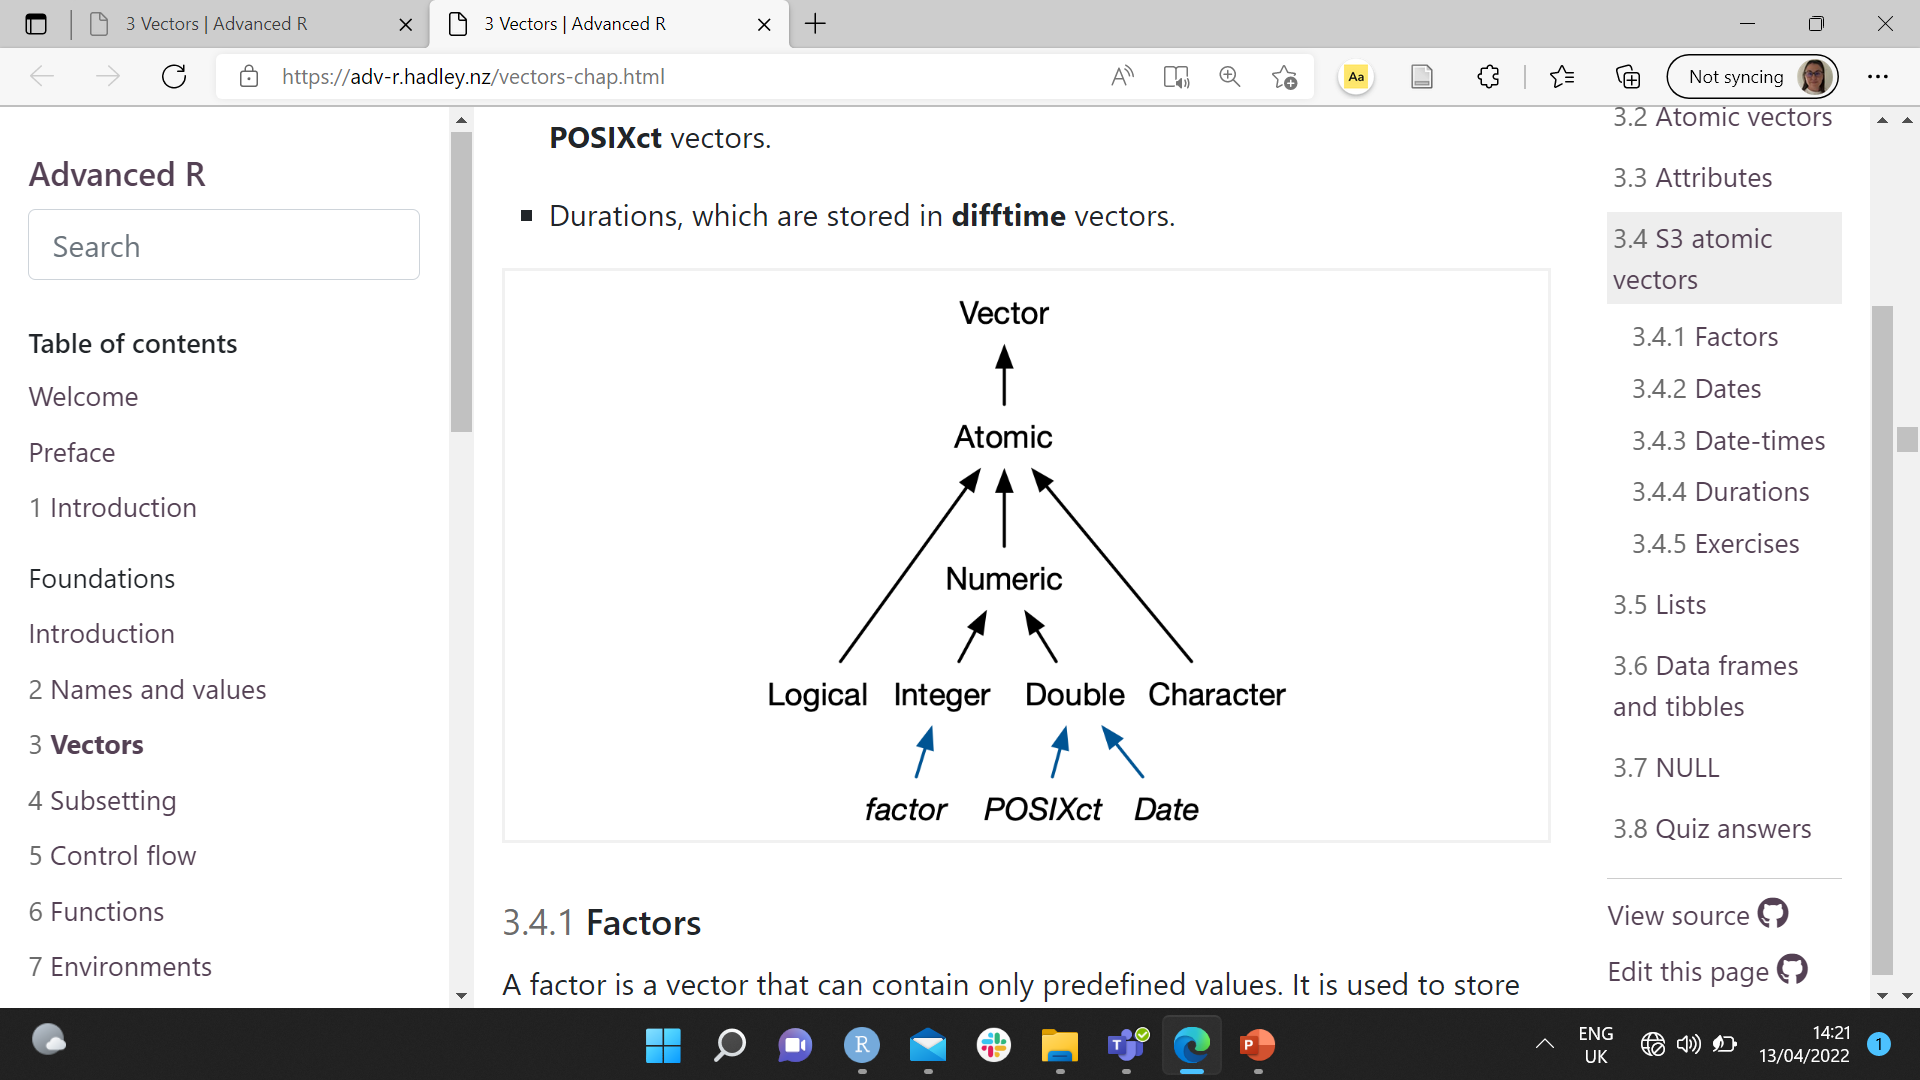 3 Vectors | Advanced R
3 Vectors | Advanced R
https://adv-r.hadley.nz/vectors-chap.html
Aa
Not syncing
Advanced R
Search
Table of contents
Welcome
Preface
1 Introduction
Foundations
Introduction
2 Names and values
3 Vectors
4 Subsetting
5 Control flow
6 Functions
7 Environments
POSIXct vectors.
Durations, which are stored in difftime vectors.
Vector
Atomic
Numeric
Logical Integer Double Character
factor POSIXct Date
3.4.1 Factors
A factor is a vector that can contain only predefined values. It is used to store
3.2 Atomic vectors
3.3 Attributes
3.4 S3 atomic
vectors
3.4.1 Factors
3.4.2 Dates
3.4.3 Date-times
3.4.4 Durations
3.4.5 Exercises
3.5 Lists
3.6 Data frames
and tibbles
3.7 NULL
3.8 Quiz answers
View source
Edit this page
R
T
P
ENG
UK
14:21
13/04/2022
1